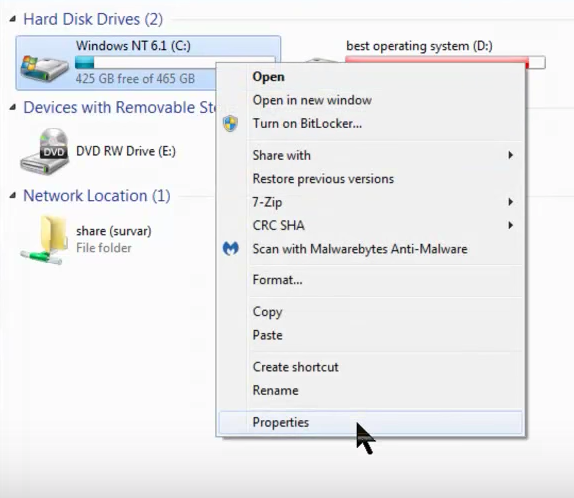 Hard Disk Drives (2)
Windows NT 6.1 (C:)
425 GB free of 465 GB
best operating system (D:)
Devices with Removable Sto
DVD
DVD RW Drive (E:)
Network Location (1)
share (survar)
File folder
Open
Open in new window
Turn on BitLocker...
Share with
Restore previous versions
7-Zip
CRC SHA
Scan with Malwarebytes Anti-Malware
Format...
Copy
Paste
Create shortcut
Rename
Properties